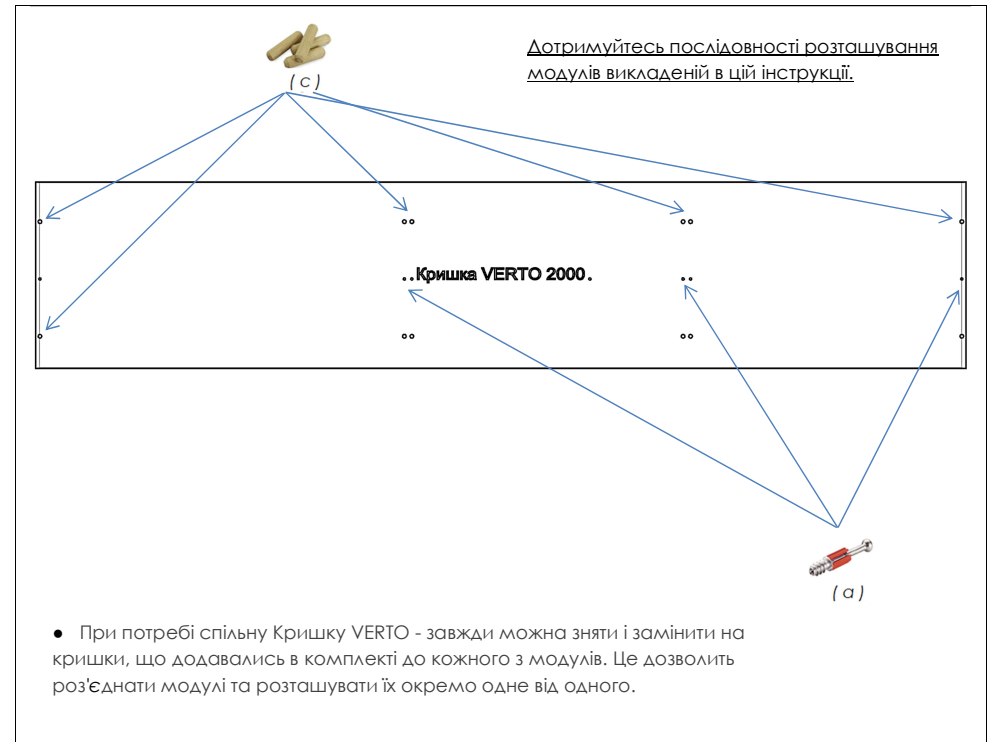 Дотримуйтесь послідовності розташування
модулів викладеній в цій інструкції.
( c )
Кришка VERTO 2000
( a )
● При потребі спільну Кришку VERTO - завжди можна зняти і замінити на
кришки, що додавались в комплекті до кожного з модулів. Це дозволить
роз'єднати модулі та розташувати їх окремо одне від одного.